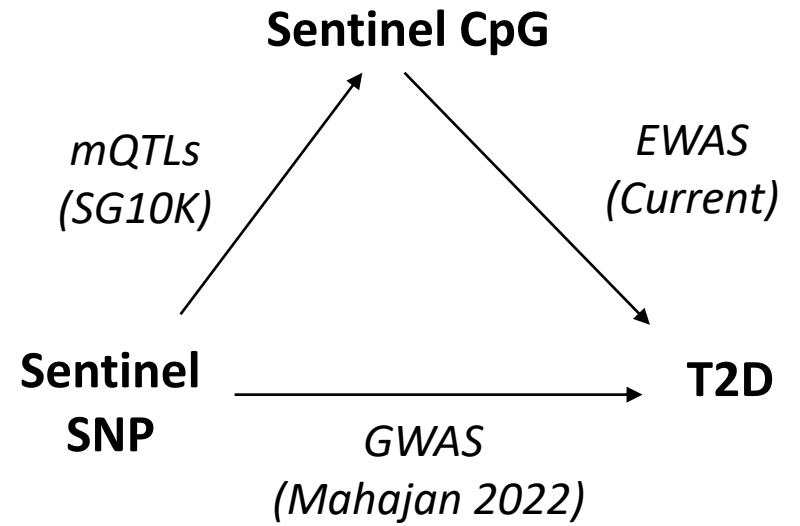 Sentinel CpG
mQTLs
(SG10K)
EWAS
(Current)
Sentinel
SNP
T2D
GWAS
(Mahajan 2022)